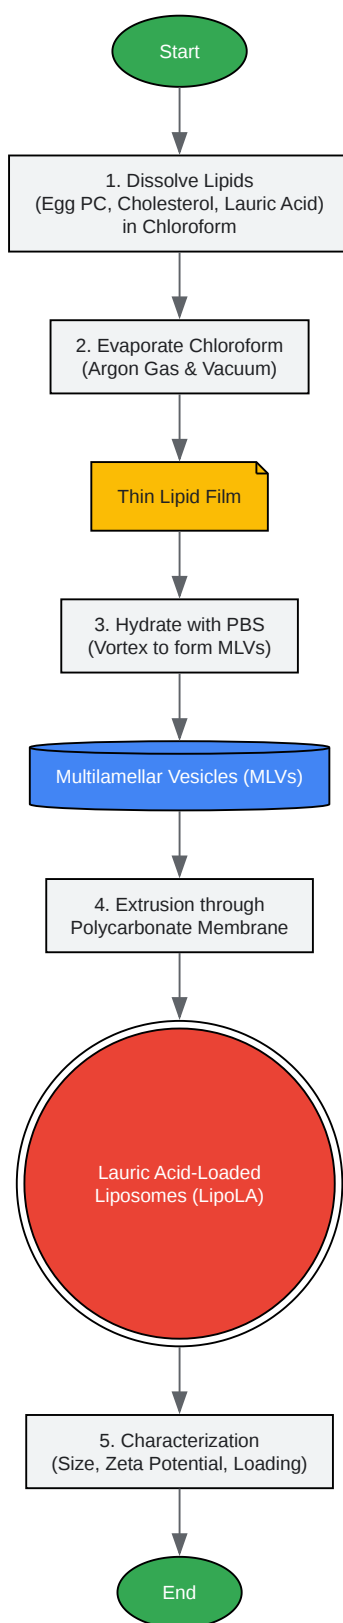 Start
1. Dissolve Lipids
(Egg PC, Cholesterol, Lauric Acid)
in Chloroform
2. Evaporate Chloroform
(Argon Gas & Vacuum)
Thin Lipid Film
3. Hydrate with PBS
(Vortex to form MLVs)
Multilamellar Vesicles (MLVs)
4. Extrusion through
Polycarbonate Membrane
Lauric Acid-Loaded
Liposomes (LipoLA)
5. Characterization
(Size, Zeta Potential, Loading)
End